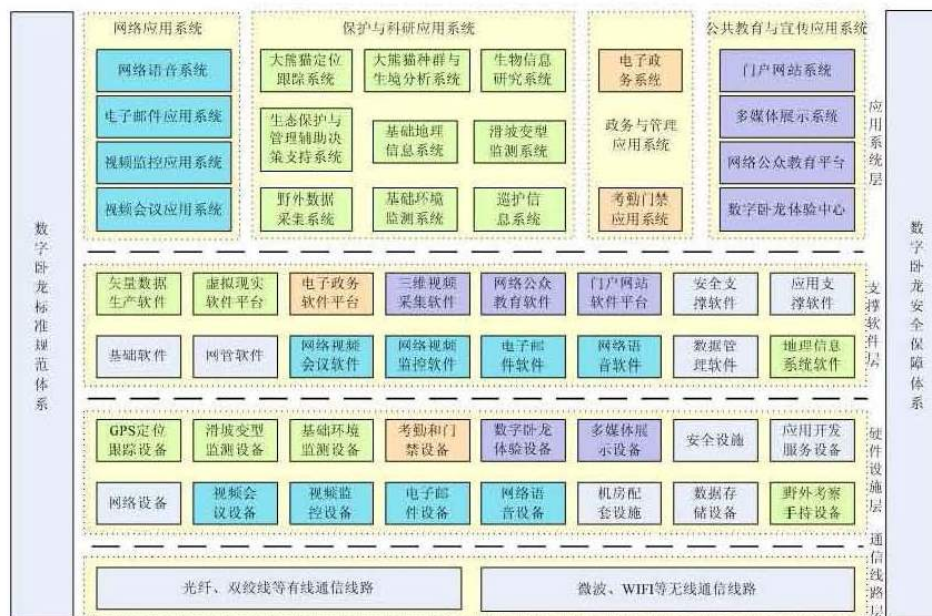 网络应用系统
保护与科研应用系统
公共教育与宣传应用系统
网络语音系统
电子邮件应用系统
视频监控应用系统
视频会议应用系统
大熊猫定位
跟踪系统
大熊猫种群与
生境分析系统
生物信息
研究系统
生态保护与
管理辅助决
策支持系统
基础地理
信息系统
滑坡变型
监测系统
野外数据
采集系统
基础环境
监测系统
巡护信
息系统
电子政
务系统
政务与管理
应用系统
考勤门禁
应用系统
门户网站系统
多媒体展示系统
网络公众教育平台
数字卧龙体验中心
应用系统层
矢量数据
生产软件
虚拟现实
软件平台
电子政务
软件平台
三维视频
采集软件
网络公众
教育软件
门户网站
软件平台
安全支
撑软件
应用支
撑软件
基础软件
网管软件
网络视频
会议软件
网络视频
监控软件
电子邮
件软件
网络语
音软件
数据管
理软件
地理信息
系统软件
支撑软件层
GPS定位
跟踪设备
滑坡变型
监测设备
基础环境
监测设备
考勤和门
禁设备
数字卧龙
体验设备
多媒体展
示设备
安全设施
应用开发
服务设备
网络设备
视频会
议设备
视频监
控设备
电子邮
件设备
网络语
音设备
机房配
套设施
数据存
储设备
野外考察
手持设备
硬件设施层
光纤、双绞线等有线通信线路
微波、WIFI等无线通信线路
通信线路层
数字卧龙标准规范体系
数字卧龙安全保障体系